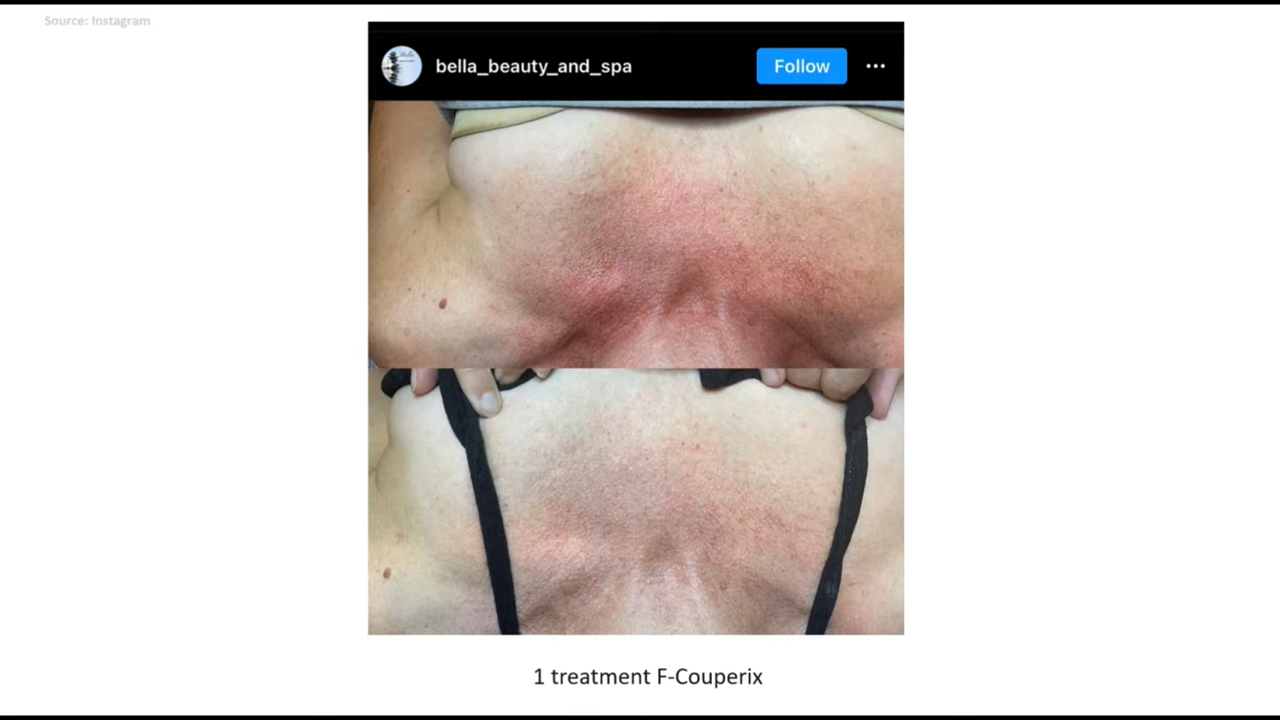 Source: Instagram
bella_beauty_and_spa
Follow
1 treatment F-Couperix